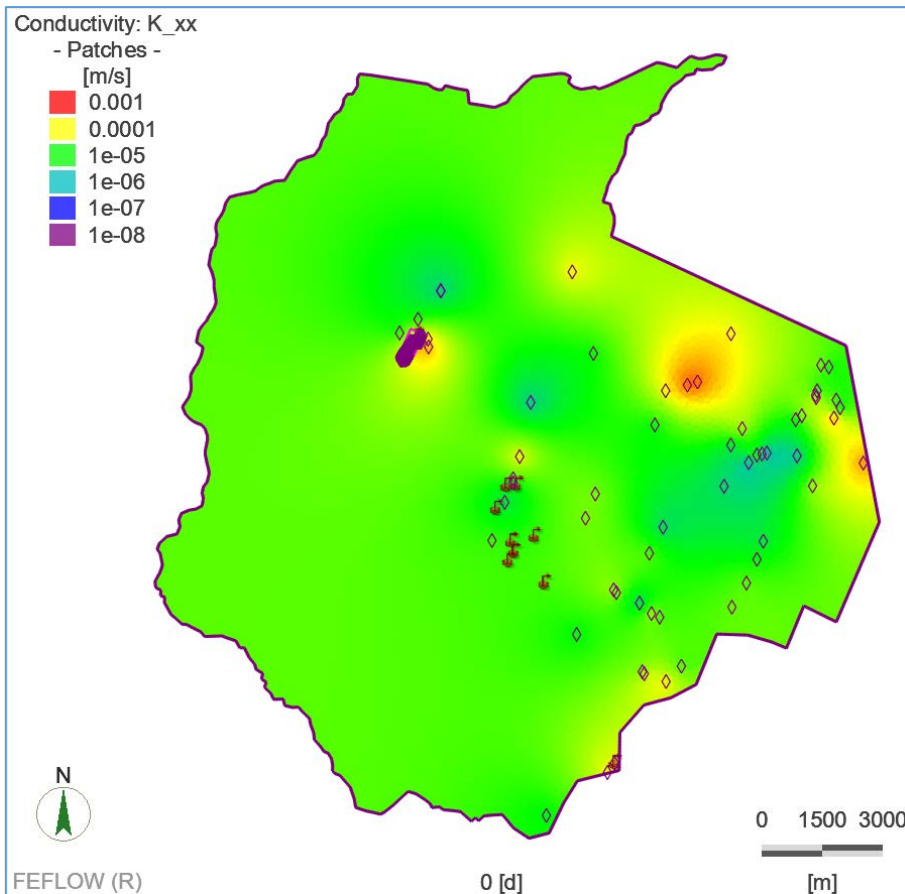 Conductivity: K_xx
- Patches -
[m/s]
0.001
0.0001
1e-05
1e-06
1e-07
1e-08
N
0 1500 3000
FEFLOW (R) 0 [d] [m]